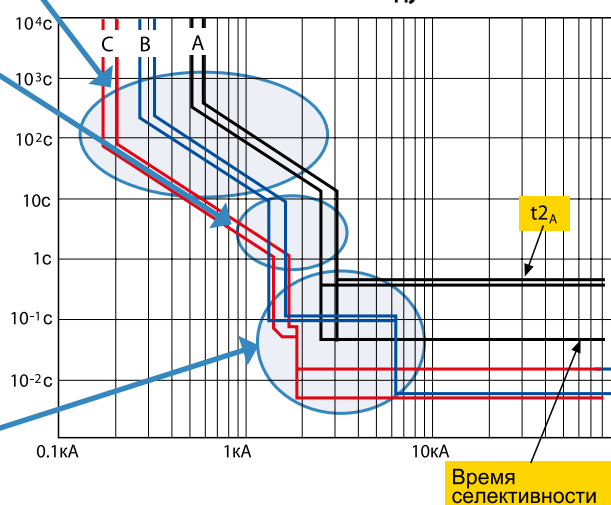 10⁴c
C B A
10³c
10²c
10c
t2A
1c
10⁻¹c
10⁻²c
0.1кА 1кА 10кА
Время
селективности